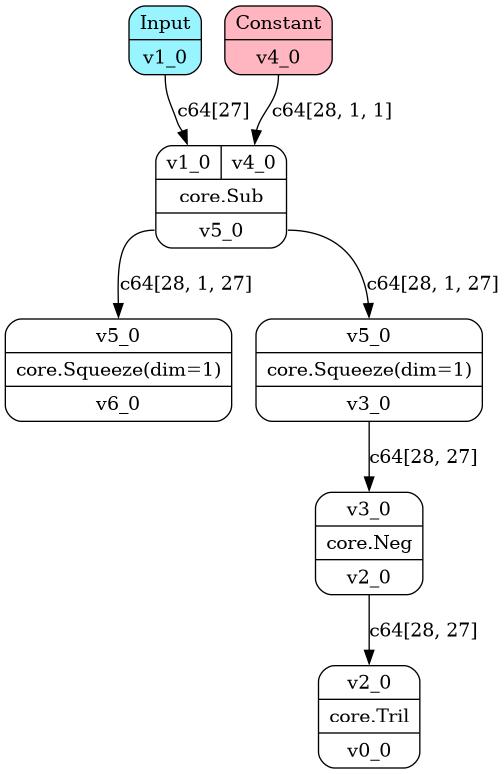 Input
v1_0
Constant
v4_0
c64[27]
c64[28, 1, 1]
v1_0
v4_0
core.Sub
v5_0
c64[28, 1, 27]
c64[28, 1, 27]
v5_0
core.Squeeze(dim=1)
v6_0
v5_0
core.Squeeze(dim=1)
v3_0
c64[28, 27]
v3_0
core.Neg
v2_0
c64[28, 27]
v2_0
core.Tril
v0_0